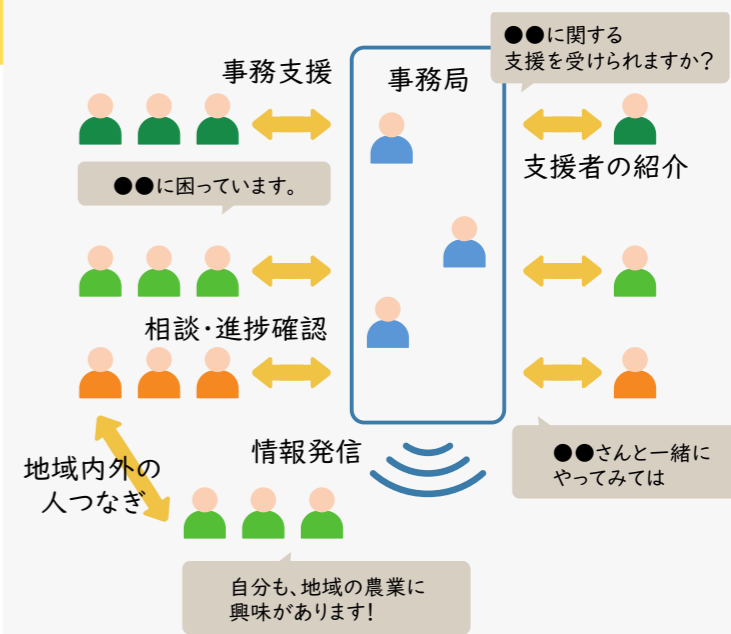 ●●に関する
支援を受けられますか?
事務支援
事務局
支援者の紹介
●●に困っています。
相談・進捗確認
情報発信
●●さんと一緒に
やってみては
地域内外の
人つなぎ
自分も、地域の農業に
興味があります!